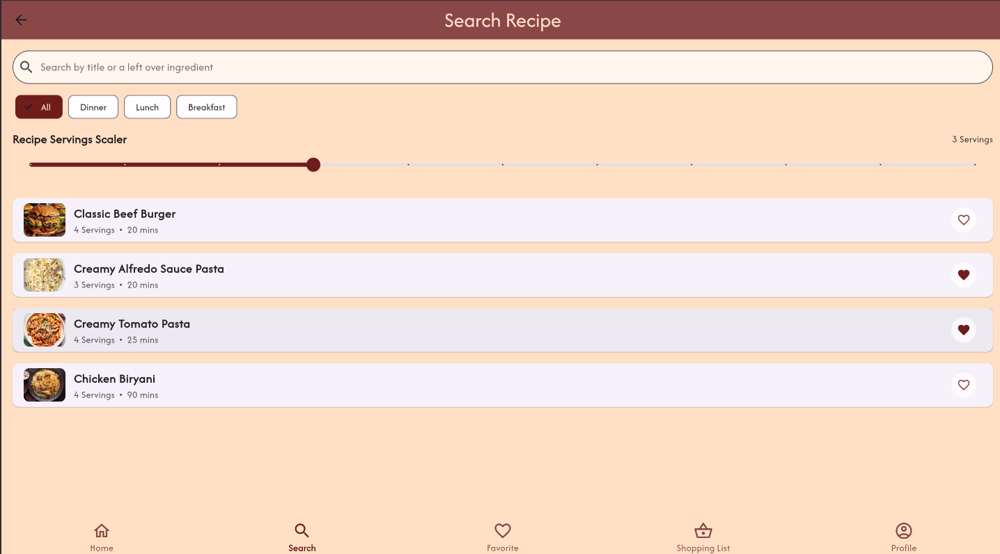 Search Recipe
Search by title or a left over ingredient
All
Dinner
Lunch
Breakfast
Recipe Servings Scaler
3 Servings
Classic Beef Burger
4 Servings • 20 mins
Creamy Alfredo Sauce Pasta
3 Servings • 20 mins
Creamy Tomato Pasta
4 Servings • 25 mins
Chicken Biryani
4 Servings • 90 mins
Home
Search
Favorite
Shopping List
Profile